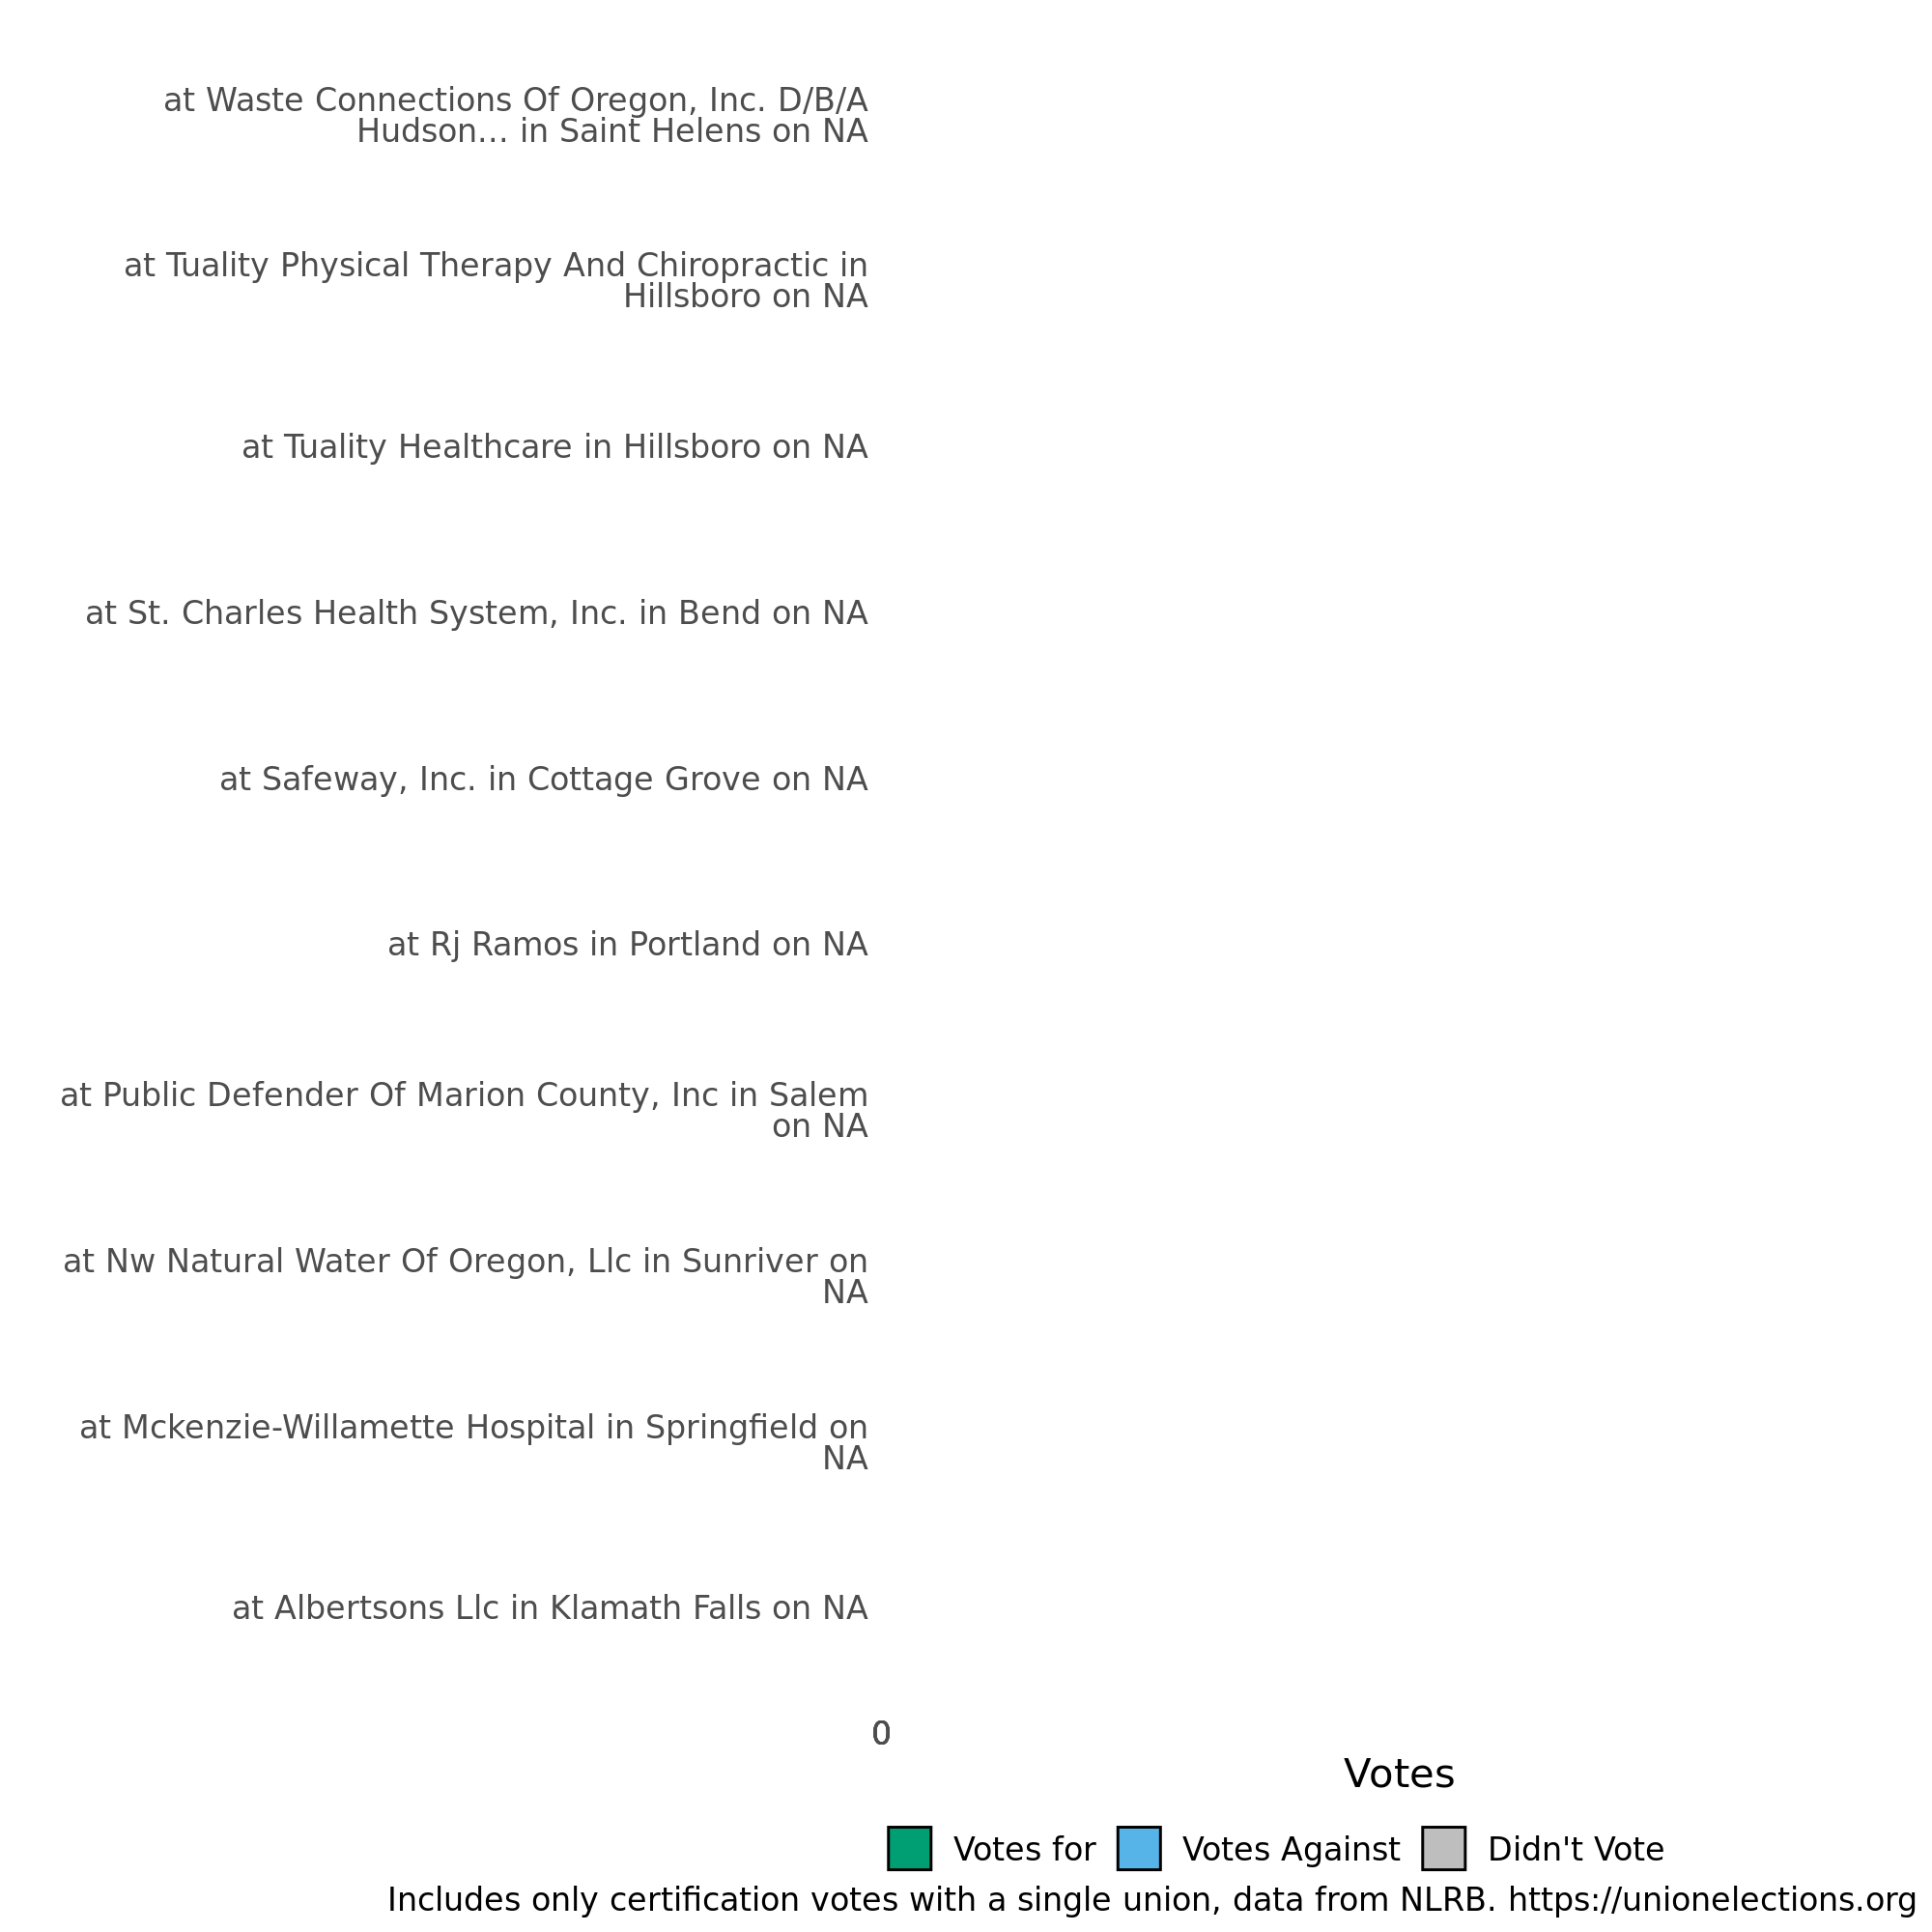 at Waste Connections Of Oregon, Inc. D/B/A
Hudson... in Saint Helens on NA
at Tuality Physical Therapy And Chiropractic in
Hillsboro on NA
at Tuality Healthcare in Hillsboro on NA
at St. Charles Health System, Inc. in Bend on NA
at Safeway, Inc. in Cottage Grove on NA
at Rj Ramos in Portland on NA
at Public Defender Of Marion County, Inc in Salem
on NA
at Nw Natural Water Of Oregon, Llc in Sunriver on
NA
at Mckenzie-Willamette Hospital in Springfield on
NA
at Albertsons Llc in Klamath Falls on NA
0
Votes
Votes for Votes Against Didn't Vote
Includes only certification votes with a single union, data from NLRB. https://unionelections.org